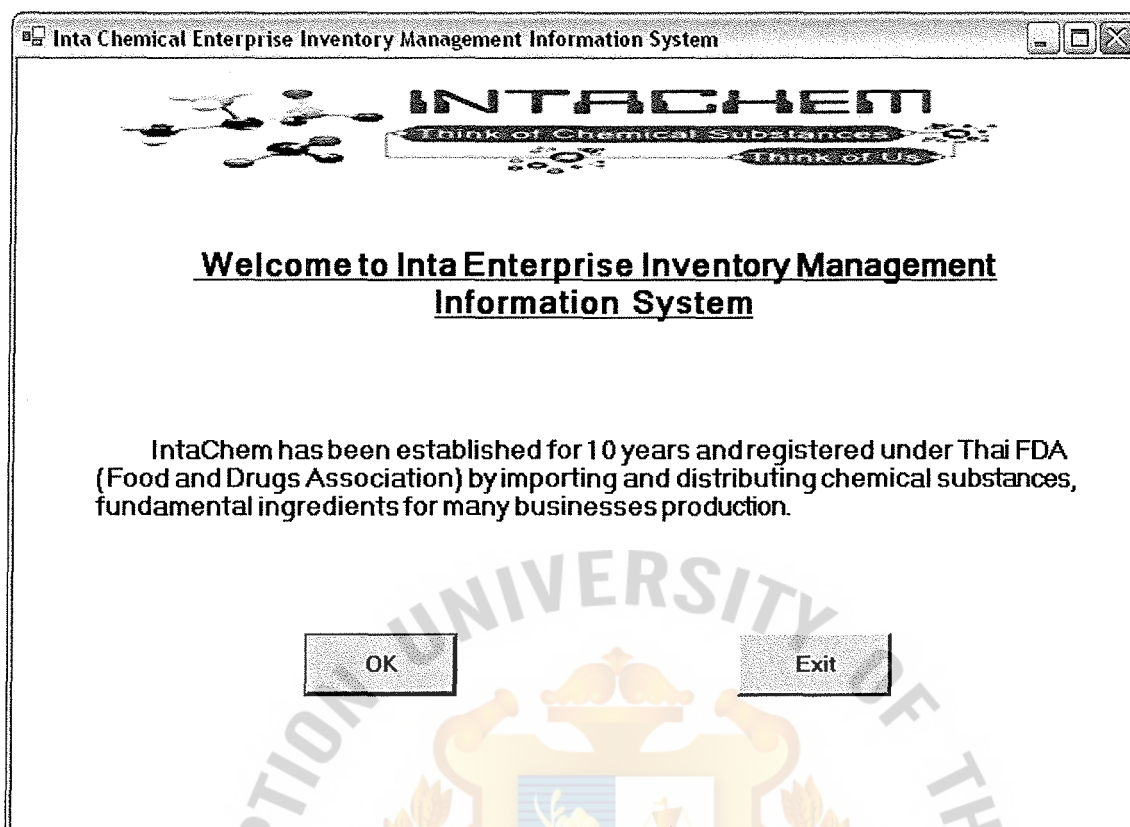 Inta Chemical Enterprise Inventory Management Information System
INTACHEM
Think of Chemical Substances
Think of Us
Welcome to Inta Enterprise Inventory Management
Information System
IntaChem has been established for 10 years and registered under Thai FDA
(Food and Drugs Association) by importing and distributing chemical substances,
fundamental ingredients for many businesses production.
UNIVERSITY OF
OK
Exit